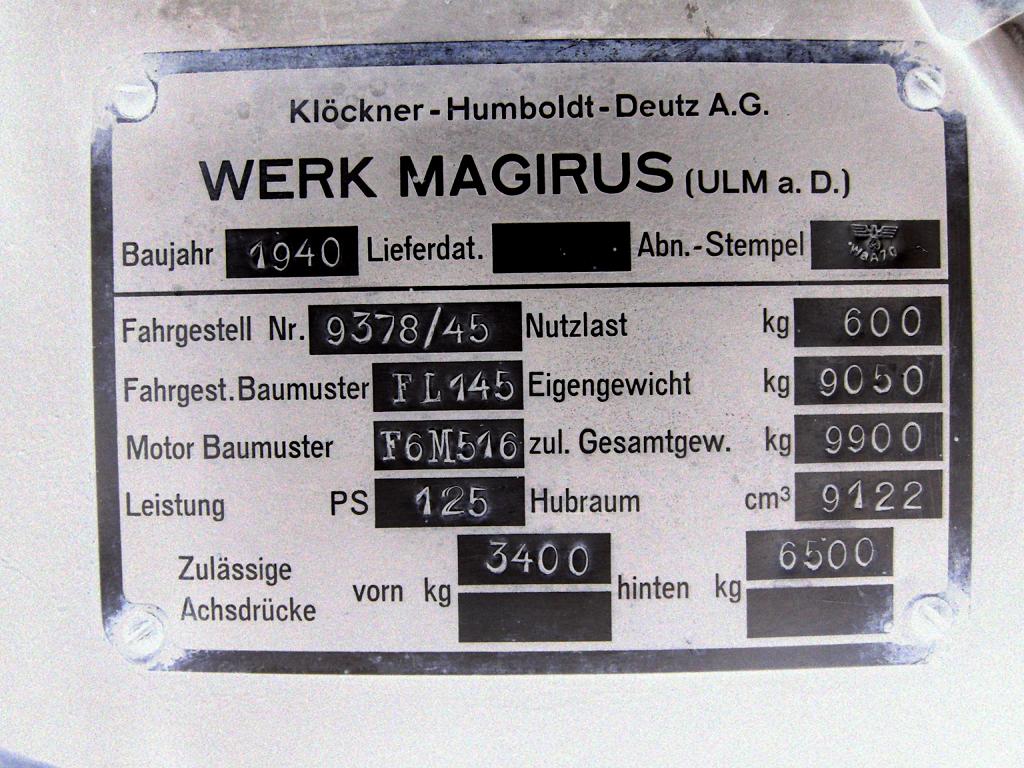 Klöckner-Humboldt-Deutz A.G.
WERK MAGIRUS (ULM a. D.)
Baujahr 1940 Lieferdat. Abn.-Stempel WaA70
Fahrgestell Nr. 9378/45 Nutzlast kg 600
Fahrgest. Baumuster FL145 Eigengewicht kg 9050
Motor Baumuster F6M516 zul. Gesamtgew. kg 9900
Leistung PS 125 Hubraum cm³ 9122
Zulässige Achsdrücke vorn kg 3400 hinten kg 6500